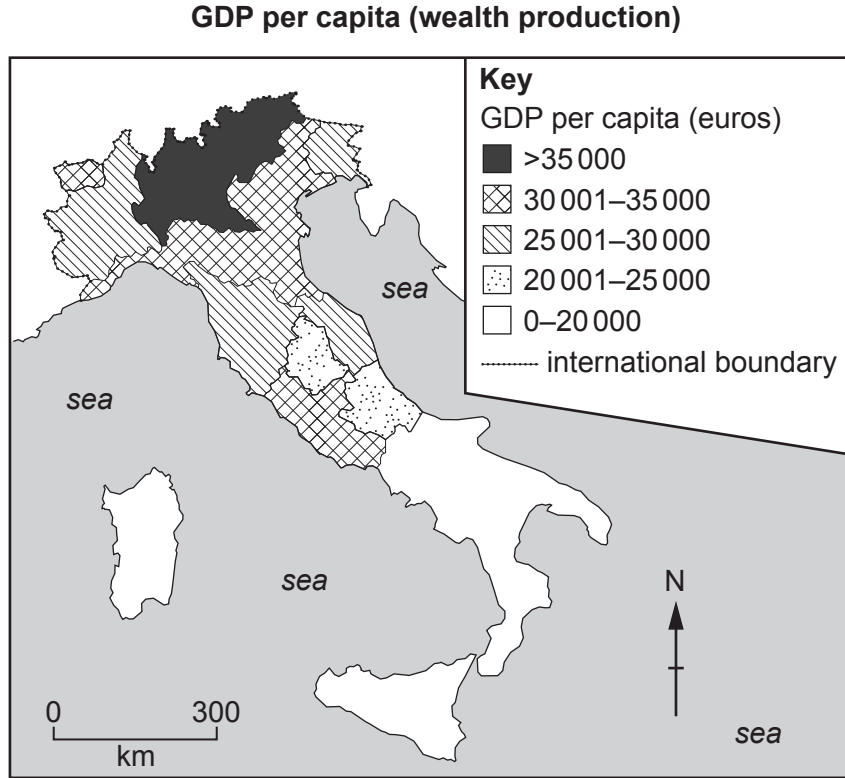 GDP per capita (wealth production)
Key
GDP per capita (euros)
>35 000
30 001–35 000
25 001–30 000
20 001–25 000
0–20 000
international boundary
sea
sea
sea
N
0 300
km
sea